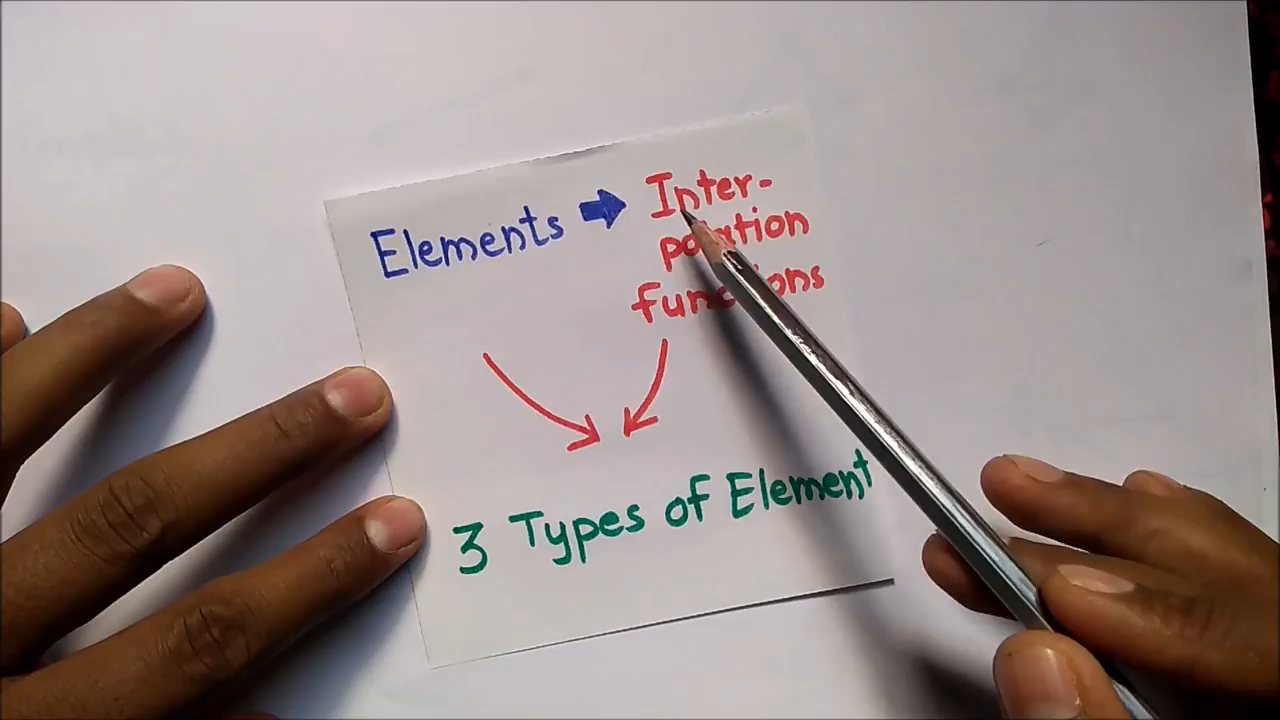 Elements ➡ Inter-
polation
functions
3 Types of Element